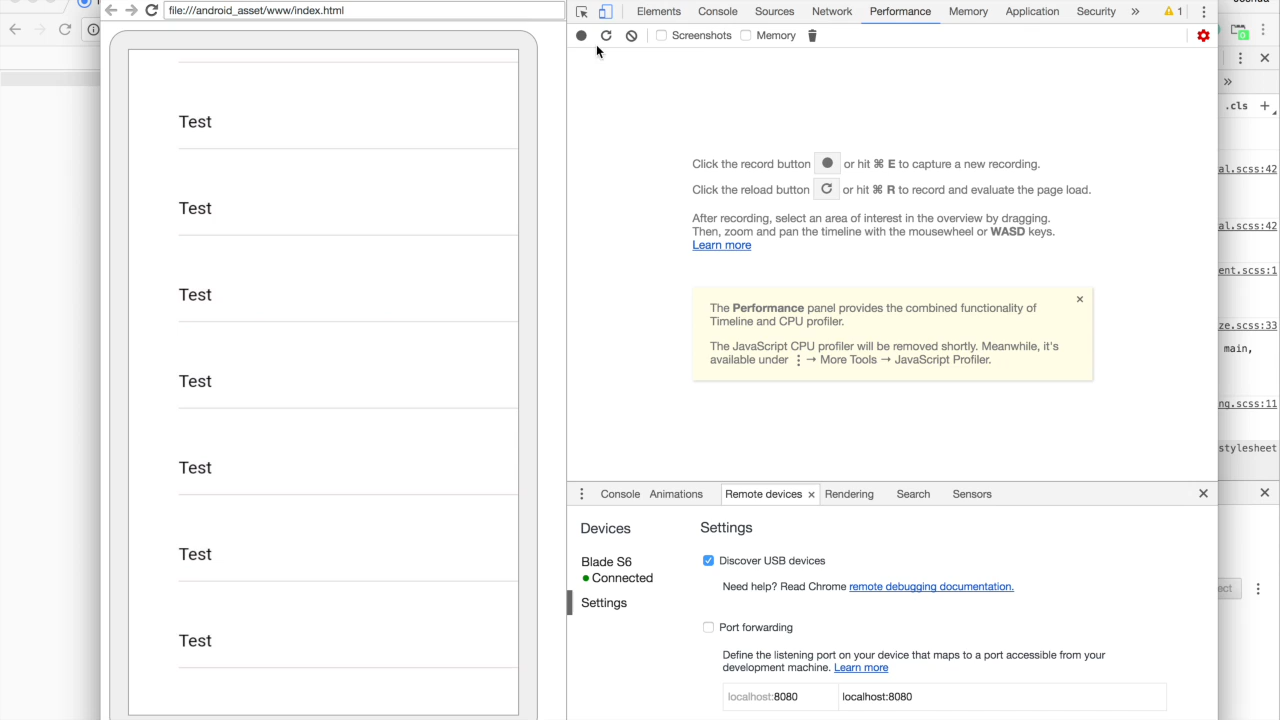 file:///android_asset/www/index.html
Elements Console Sources Network Performance Memory Application Security » 1
Screenshots Memory
Test
Test
Test
Test
Test
Test
Test
Click the record button or hit ⌘ E to capture a new recording.
Click the reload button or hit ⌘ R to record and evaluate the page load.
After recording, select an area of interest in the overview by dragging.
Then, zoom and pan the timeline with the mousewheel or WASD keys.
Learn more
The Performance panel provides the combined functionality of
Timeline and CPU profiler.
The JavaScript CPU profiler will be removed shortly. Meanwhile, it's
available under ⋮ → More Tools → JavaScript Profiler.
Console Animations Remote devices × Rendering Search Sensors
Devices
Blade S6
Connected
Settings
Settings
Discover USB devices
Need help? Read Chrome remote debugging documentation.
Port forwarding
Define the listening port on your device that maps to a port accessible from your
development machine. Learn more
localhost:8080 localhost:8080
.cls +
al.scss:42
al.scss:42
ent.scss:1
ze.scss:33
main,
ng.scss:11
stylesheet
ect